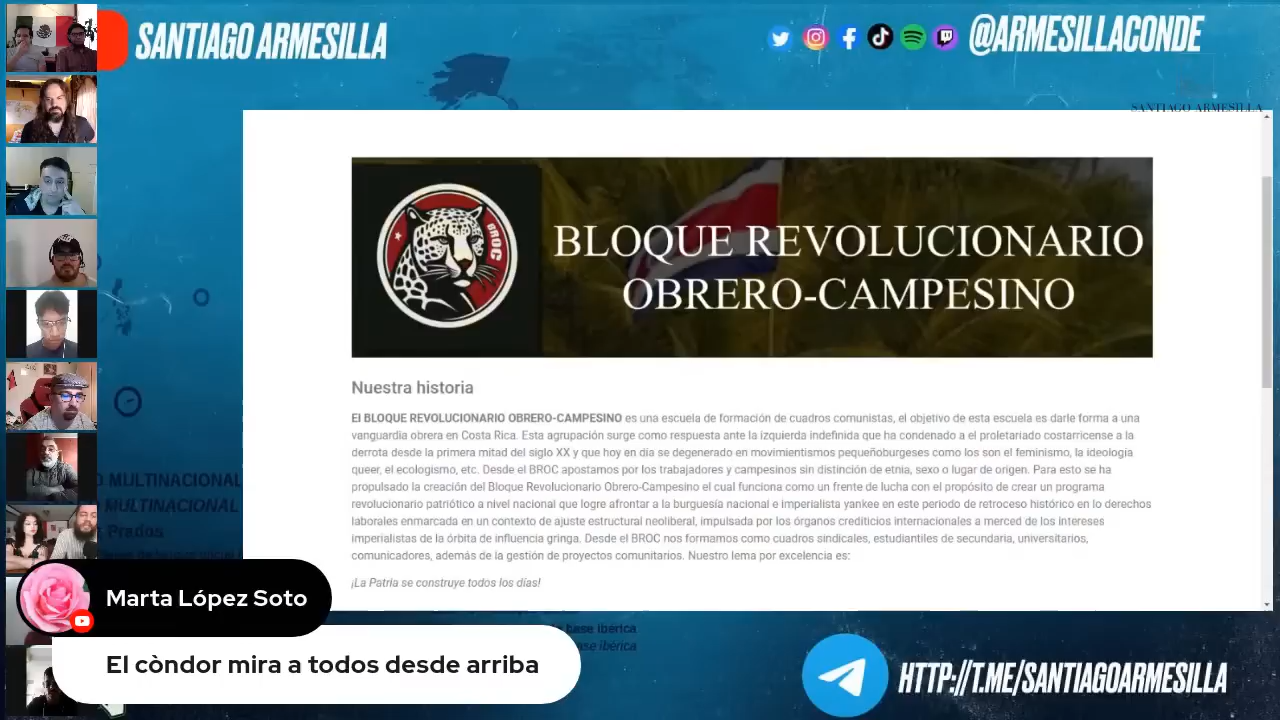 SANTIAGO ARMESILLA
@ARMESILLACONDE
SANTIAGO ARMESILLA
BROC
BLOQUE REVOLUCIONARIO
OBRERO-CAMPESINO
Nuestra historia
El BLOQUE REVOLUCIONARIO OBRERO-CAMPESINO es una escuela de formación de cuadros comunistas, el objetivo de esta escuela es darle forma a una
vanguardia obrera en Costa Rica. Esta agrupación surge como respuesta ante la izquierda indefinida que ha condenado a el proletariado costarricense a la
derrota desde la primera mitad del siglo XX y que hoy en día se degenerado en movimientismos pequeñoburgeses como los son el feminismo, la ideología
queer, el ecologismo, etc. Desde el BROC apostamos por los trabajadores y campesinos sin distinción de etnia, sexo o lugar de origen. Para esto se ha
propulsado la creación del Bloque Revolucionario Obrero-Campesino el cual funciona como un frente de lucha con el propósito de crear un programa
revolucionario patriótico a nivel nacional que logre afrontar a la burguesía nacional e imperialista yankee en este periodo de retroceso histórico en lo derechos
laborales enmarcada en un contexto de ajuste estructural neoliberal, impulsada por los órganos crediticios internacionales a merced de los intereses
imperialistas de la órbita de influencia gringa. Desde el BROC nos formamos como cuadros sindicales, estudiantiles de secundaria, universitarios,
comunicadores, además de la gestión de proyectos comunitarios. Nuestro lema por excelencia es:
¡La Patria se construye todos los días!
O MULTINACIONAL
MULTINACIONAL
Prados
Marta López Soto
base ibérica
base ibérica
El còndor mira a todos desde arriba
HTTP://T.ME/SANTIAGOARMESILLA